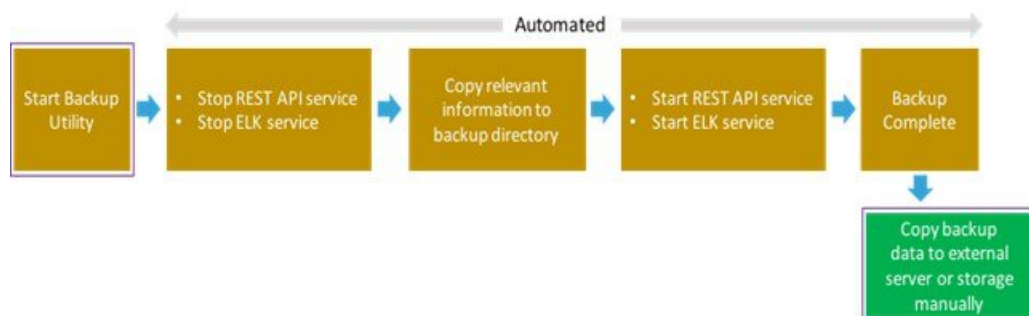 Automated
Start Backup
Utility
• Stop REST API service
• Stop ELK service
Copy relevant
information to
backup directory
• Start REST API service
• Start ELK service
Backup
Complete
Copy backup
data to external
server or storage
manually